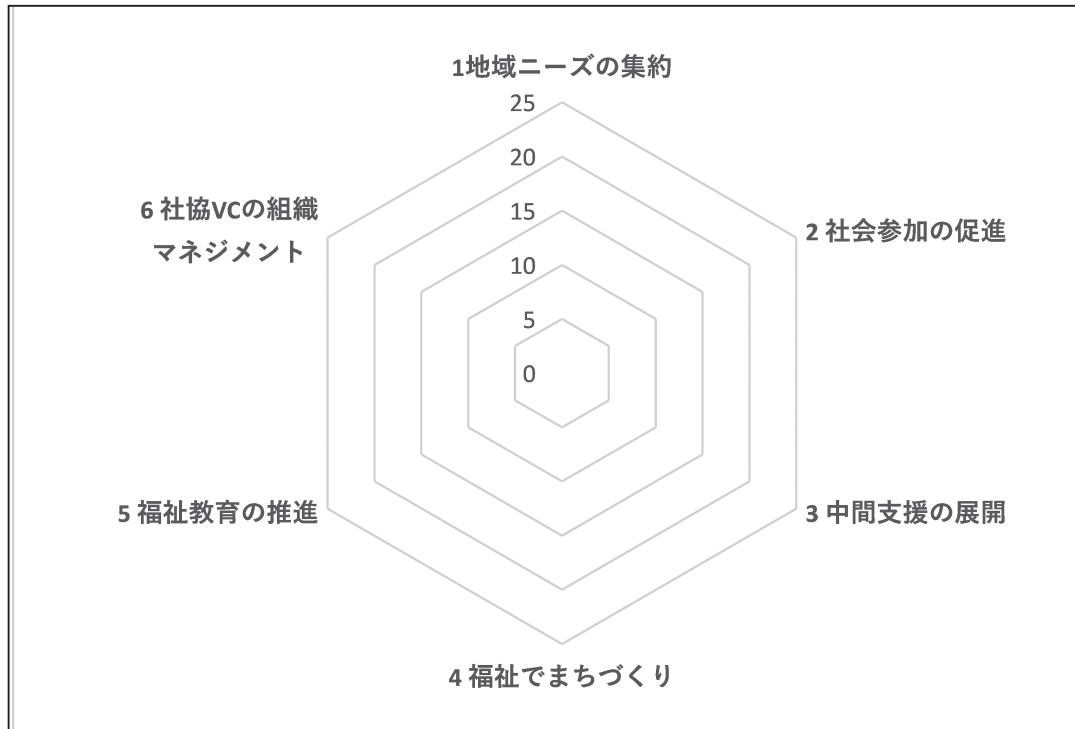 1地域ニーズの集約
25
20
15
10
5
0
2 社会参加の促進
3 中間支援の展開
4 福祉でまちづくり
5 福祉教育の推進
6 社協VCの組織
マネジメント